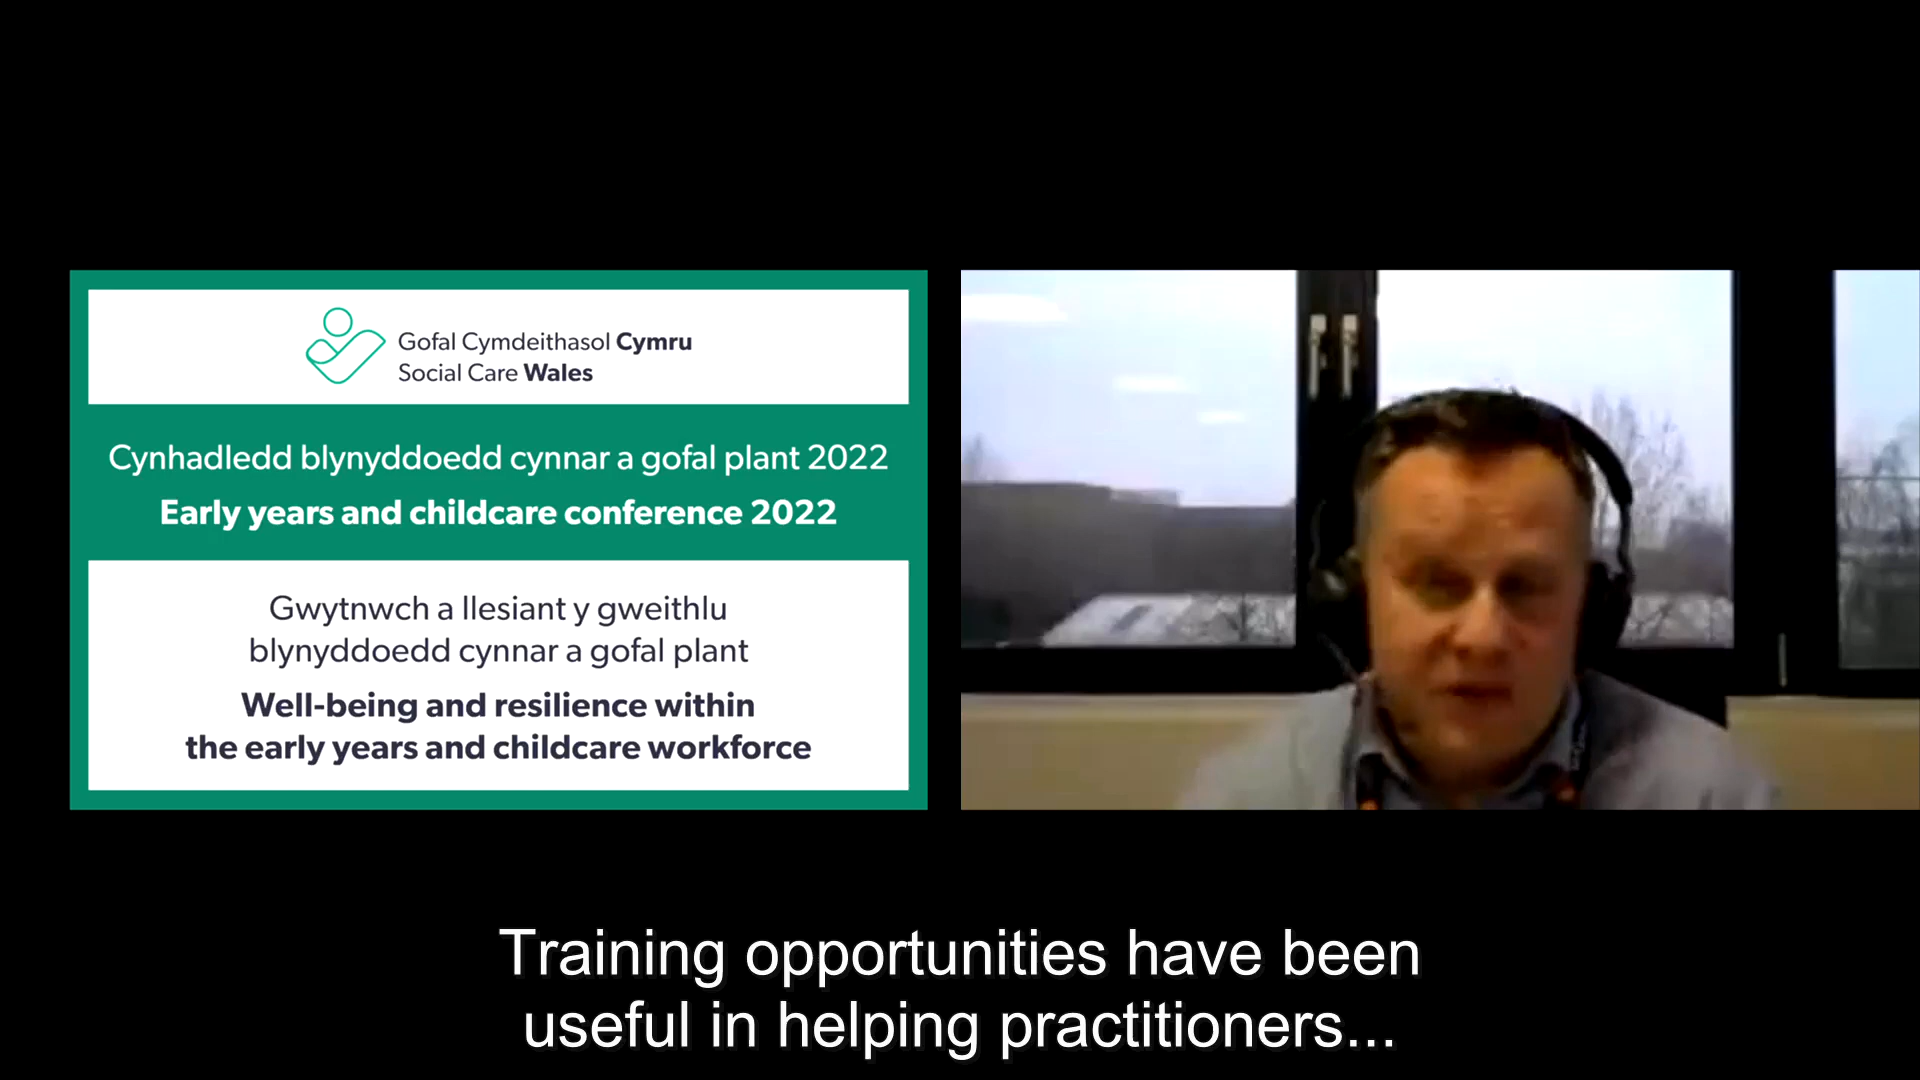 Gofal Cymdeithasol Cymru
Social Care Wales
Cynhadledd blynyddoedd cynnar a gofal plant 2022
Early years and childcare conference 2022
Gwytnwch a llesiant y gweithlu
blynyddoedd cynnar a gofal plant
Well-being and resilience within
the early years and childcare workforce
Training opportunities have been
useful in helping practitioners...